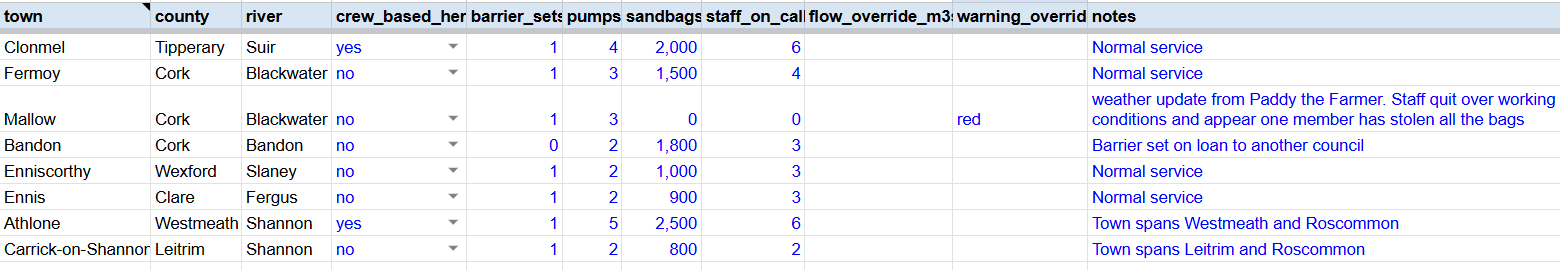 town county river crew_based_her barrier_sets pumps sandbags staff_on_call flow_override_m3s warning_overrid notes
Clonmel Tipperary Suir yes 1 4 2,000 6 Normal service
Fermoy Cork Blackwater no 1 3 1,500 4 Normal service
weather update from Paddy the Farmer. Staff quit over working
Mallow Cork Blackwater no 1 3 0 0 red conditions and appear one member has stolen all the bags
Bandon Cork Bandon no 0 2 1,800 3 Barrier set on loan to another council
Enniscorthy Wexford Slaney no 1 2 1,000 3 Normal service
Ennis Clare Fergus no 1 2 900 3 Normal service
Athlone Westmeath Shannon yes 1 5 2,500 6 Town spans Westmeath and Roscommon
Carrick-on-Shannon Leitrim Shannon no 1 2 800 2 Town spans Leitrim and Roscommon